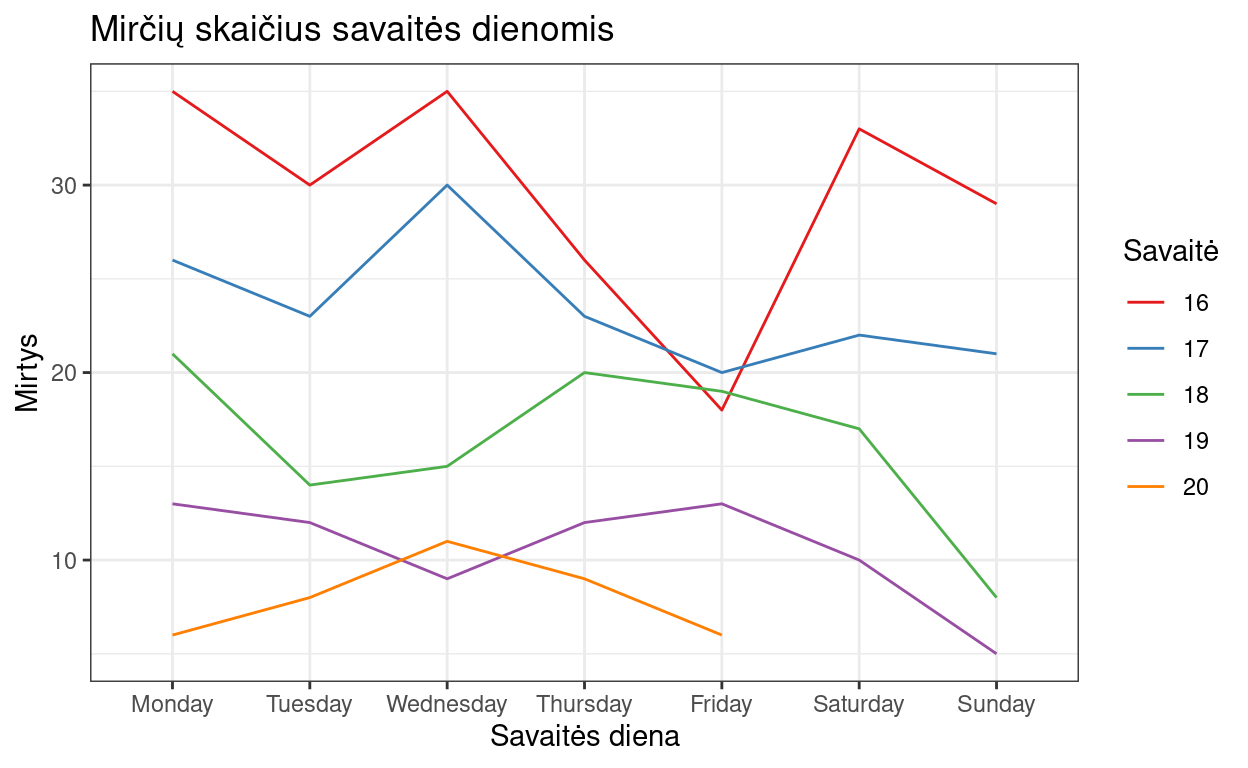 Mirčių skaičius savaitės dienomis
Mirtys
30
20
10
Monday Tuesday Wednesday Thursday Friday Saturday Sunday
Savaitės diena
Savaitė
16
17
18
19
20